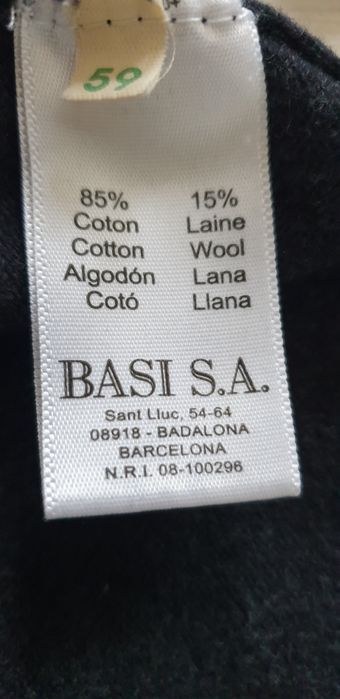 59
85% 15%
Coton Laine
Cotton Wool
Algodón Lana
Cotó Llana
BASI S.A.
Sant Lluc, 54-64
08918 - BADALONA
BARCELONA
N.R.I. 08-100296